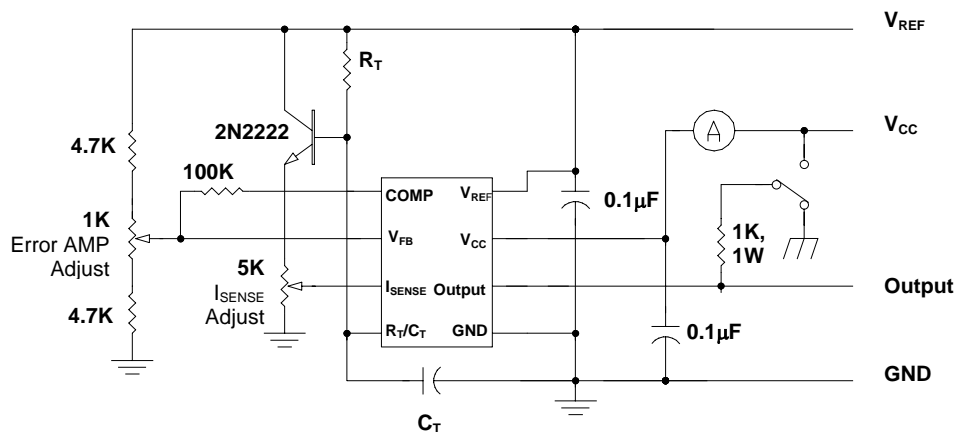 V_REF
R_T
A
V_CC
2N2222
4.7K
100K
COMP
V_REF
0.1μF
1K
Error AMP
Adjust
V_FB
V_CC
1K,
1W
5K
I_SENSE
Adjust
I_SENSE
Output
Output
4.7K
R_T/C_T
GND
0.1μF
GND
C_T